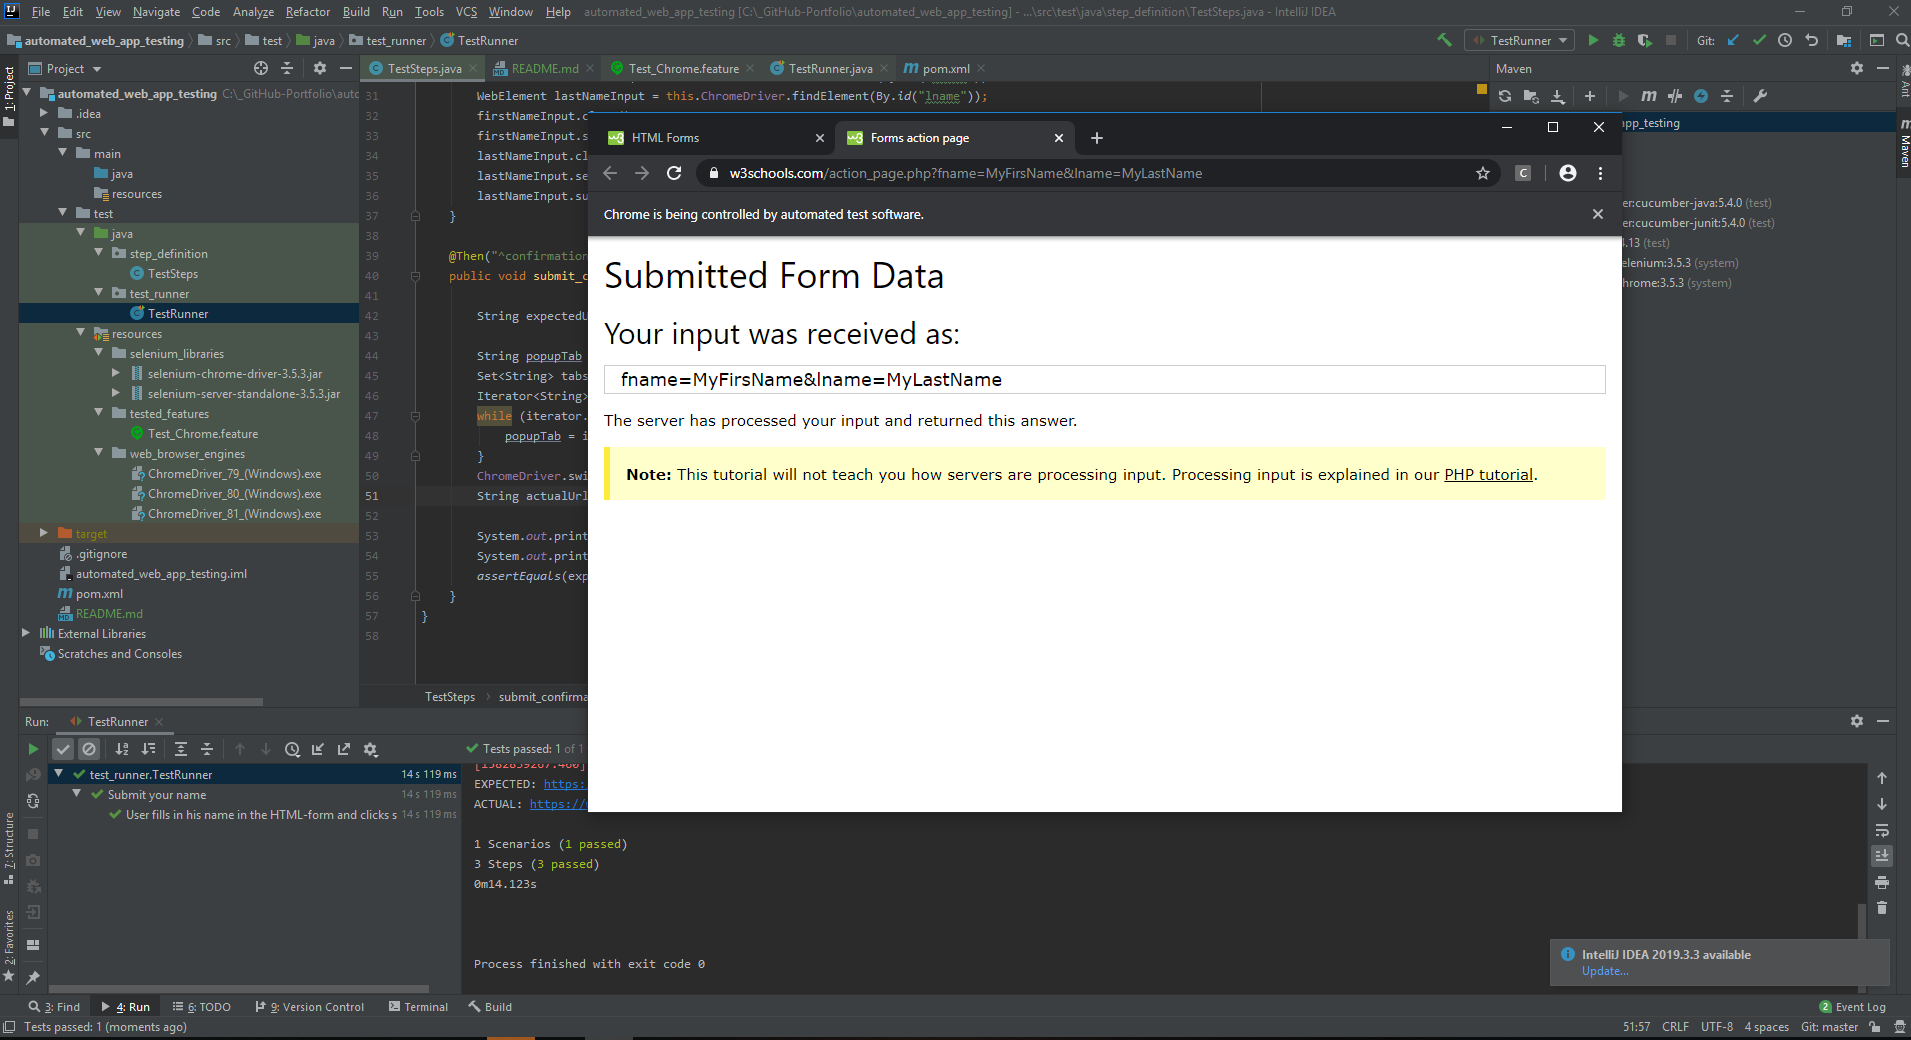 File Edit View Navigate Code Analyze Refactor Build Run Tools VCS Window Help automated_web_app_testing [C:\_GitHub-Portfolio\automated_web_app_testing] - ...\src\test\java\step_definition\TestSteps.java - IntelliJ IDEA
automated_web_app_testing src test java test_runner TestRunner
TestRunner Git:
1: Project
Project
TestSteps.java README.md Test_Chrome.feature TestRunner.java pom.xml
Maven
Ant
Maven
automated_web_app_testing C:\_GitHub-Portfolio\autc
.idea
src
main
java
resources
test
java
step_definition
TestSteps
test_runner
TestRunner
resources
selenium_libraries
selenium-chrome-driver-3.5.3.jar
selenium-server-standalone-3.5.3.jar
tested_features
Test_Chrome.feature
web_browser_engines
ChromeDriver_79_(Windows).exe
ChromeDriver_80_(Windows).exe
ChromeDriver_81_(Windows).exe
target
.gitignore
automated_web_app_testing.iml
pom.xml
README.md
External Libraries
Scratches and Consoles
31 WebElement lastNameInput = this.ChromeDriver.findElement(By.id("lname"));
32 firstNameInput.c
33 firstNameInput.s
34 lastNameInput.cl
35 lastNameInput.se
36 lastNameInput.su
37 }
38
39 @Then("^confirmation
40 public void submit_c
41
42 String expectedU
43
44 String popupTab
45 Set<String> tabs
46 Iterator<String>
47 while (iterator.
48 popupTab = i
49 }
50 ChromeDriver.swi
51 String actualUrl
52
53 System.out.print
54 System.out.print
55 assertEquals(exp
56 }
57 }
58
TestSteps submit_confirma
app_testing
er:cucumber-java:5.4.0 (test)
er:cucumber-junit:5.4.0 (test)
.13 (test)
elenium:3.5.3 (system)
hrome:3.5.3 (system)
HTML Forms Forms action page
w3schools.com/action_page.php?fname=MyFirsName&lname=MyLastName
C
Chrome is being controlled by automated test software.
Submitted Form Data
Your input was received as:
fname=MyFirsName&lname=MyLastName
The server has processed your input and returned this answer.
Note: This tutorial will not teach you how servers are processing input. Processing input is explained in our PHP tutorial.
Run: TestRunner
Tests passed: 1 of 1
test_runner.TestRunner 14 s 119 ms
Submit your name 14 s 119 ms
User fills in his name in the HTML-form and clicks s 14 s 119 ms
[1582839267.460]
EXPECTED: https:
ACTUAL: https://
1 Scenarios (1 passed)
3 Steps (3 passed)
0m14.123s
Process finished with exit code 0
7: Structure
2: Favorites
IntelliJ IDEA 2019.3.3 available
Update...
3: Find 4: Run 6: TODO 9: Version Control Terminal Build 2 Event Log
Tests passed: 1 (moments ago) 51:57 CRLF UTF-8 4 spaces Git: master